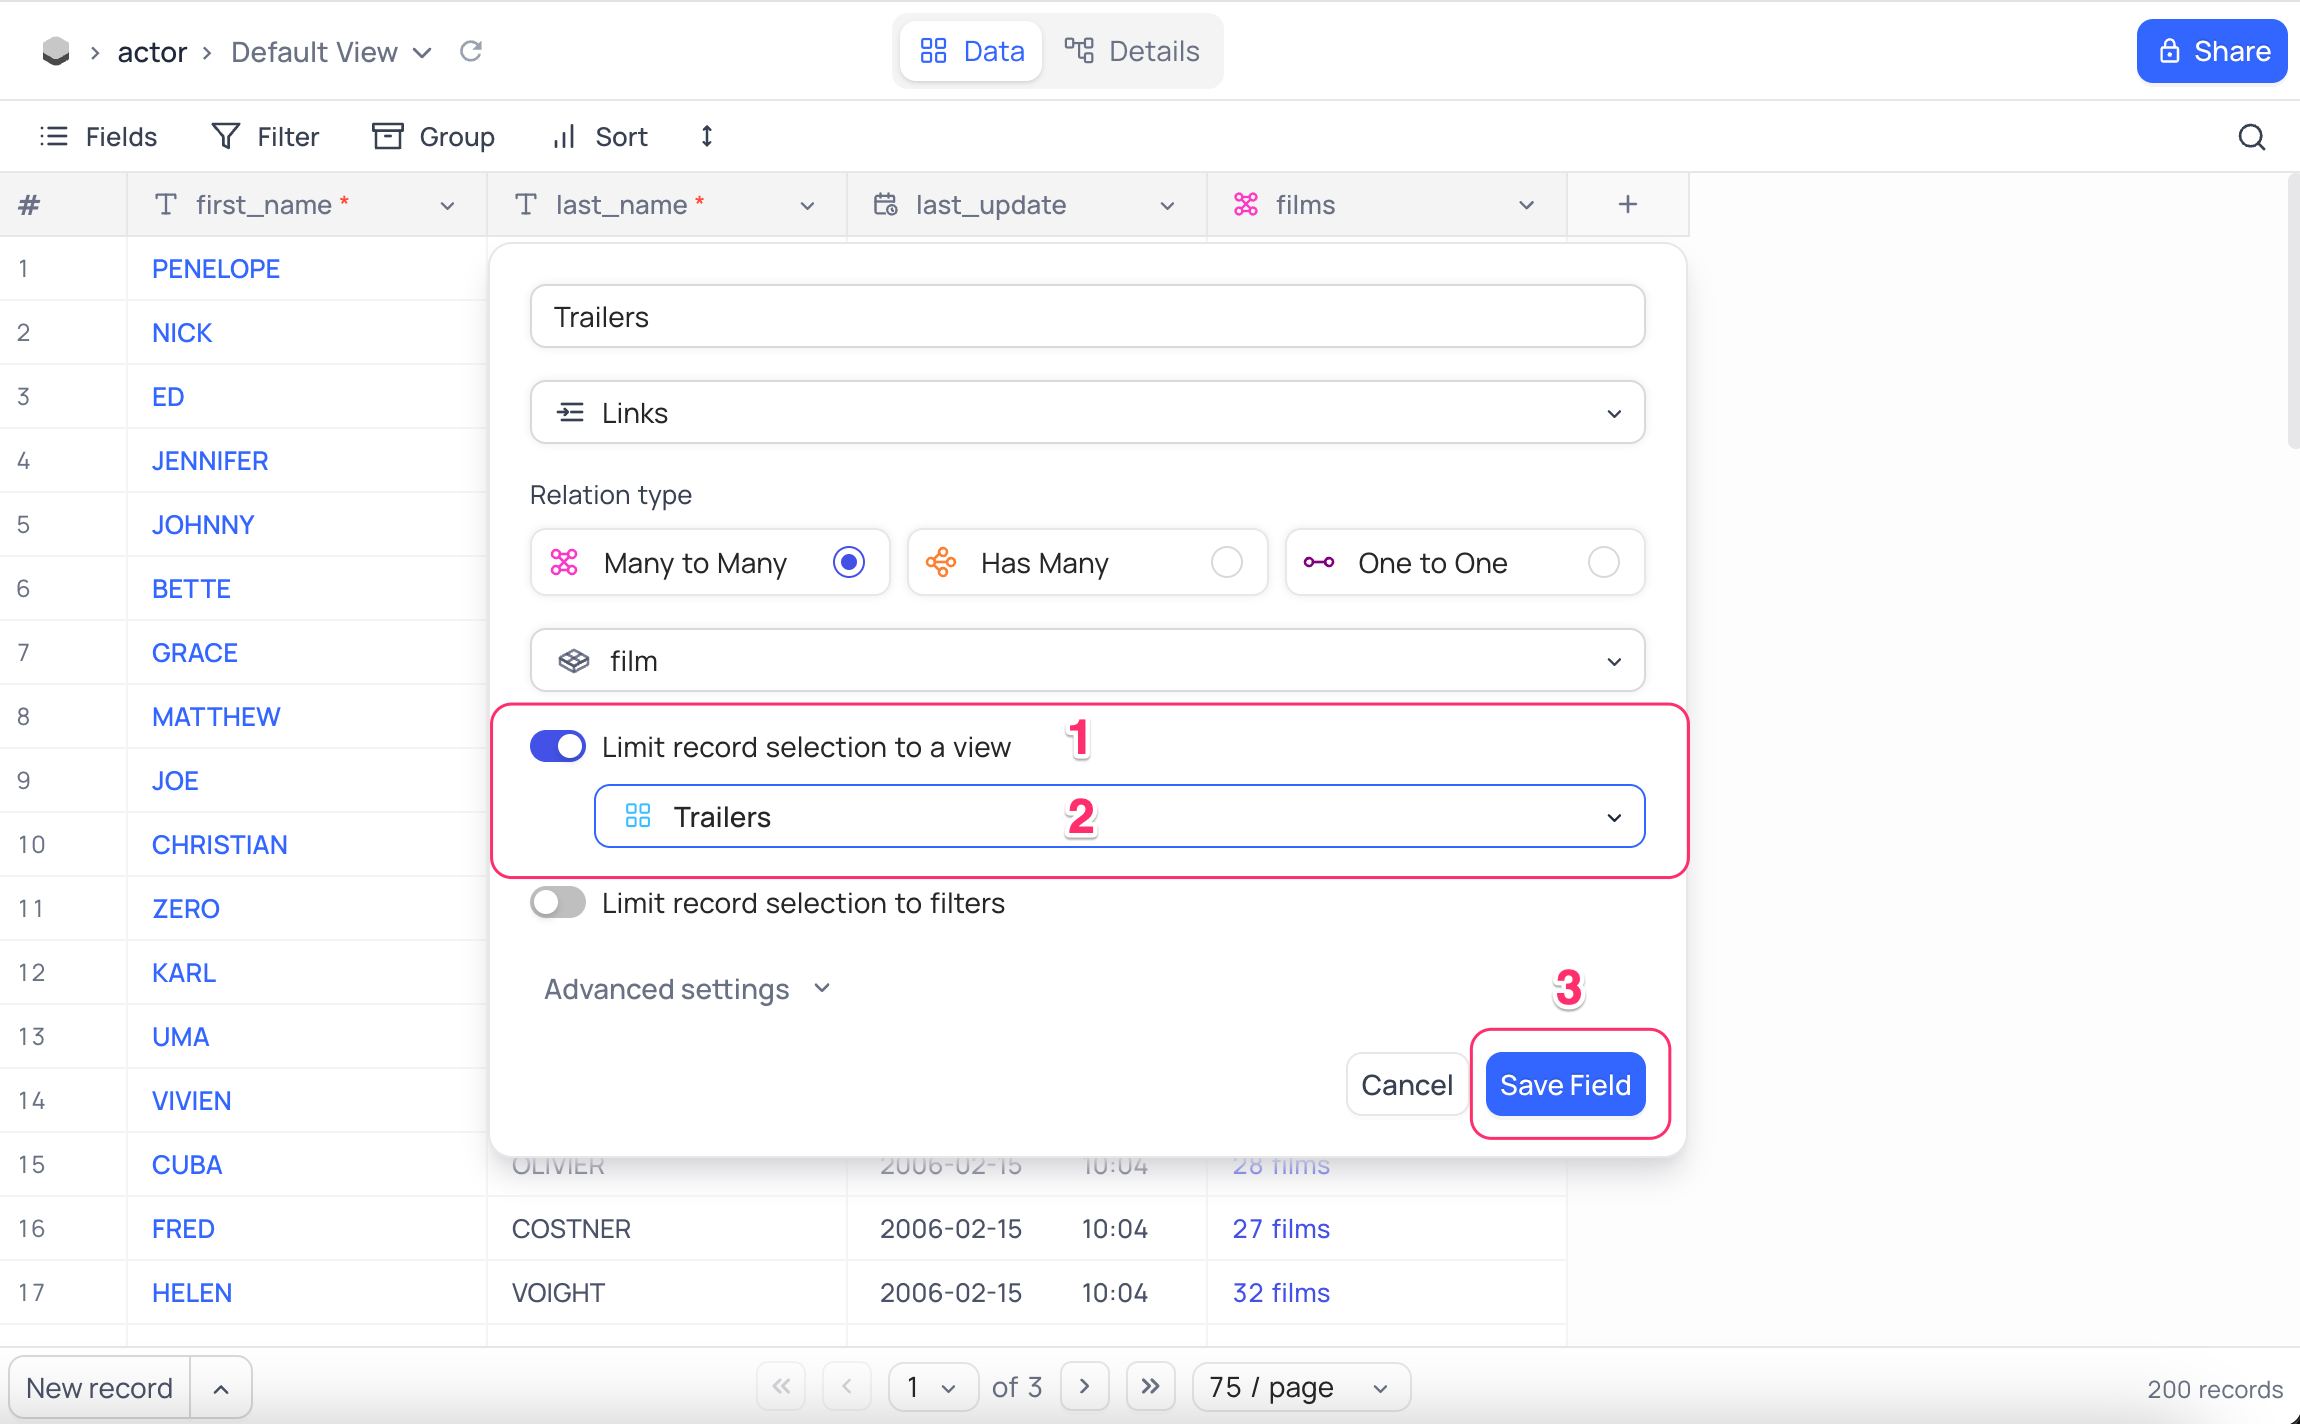 actor > Default View
Data
Details
Share
Fields
Filter
Group
Sort
# first_name * last_name * last_update films +
1 PENELOPE
2 NICK
3 ED
4 JENNIFER
5 JOHNNY
6 BETTE
7 GRACE
8 MATTHEW
9 JOE
10 CHRISTIAN
11 ZERO
12 KARL
13 UMA
14 VIVIEN
Trailers
Links
Relation type
Many to Many
Has Many
One to One
film
Limit record selection to a view 1
Trailers 2
Limit record selection to filters
Advanced settings
3
Cancel
Save Field
15 CUBA OLIVIER 2006-02-15 10:04 28 films
16 FRED COSTNER 2006-02-15 10:04 27 films
17 HELEN VOIGHT 2006-02-15 10:04 32 films
New record
1 of 3
75 / page
200 records